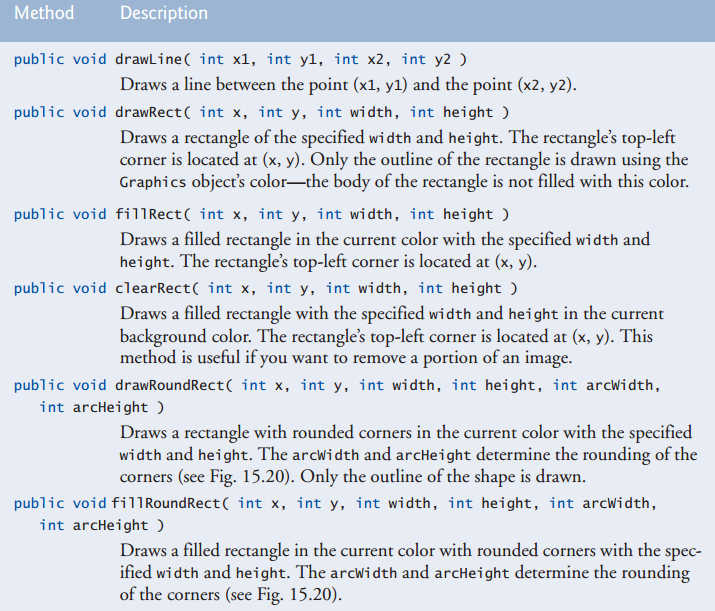 Method Description
public void drawLine( int x1, int y1, int x2, int y2 )
Draws a line between the point (x1, y1) and the point (x2, y2).
public void drawRect( int x, int y, int width, int height )
Draws a rectangle of the specified width and height. The rectangle’s top-left
corner is located at (x, y). Only the outline of the rectangle is drawn using the
Graphics object’s color—the body of the rectangle is not filled with this color.
public void fillRect( int x, int y, int width, int height )
Draws a filled rectangle in the current color with the specified width and
height. The rectangle’s top-left corner is located at (x, y).
public void clearRect( int x, int y, int width, int height )
Draws a filled rectangle with the specified width and height in the current
background color. The rectangle’s top-left corner is located at (x, y). This
method is useful if you want to remove a portion of an image.
public void drawRoundRect( int x, int y, int width, int height, int arcWidth,
int arcHeight )
Draws a rectangle with rounded corners in the current color with the specified
width and height. The arcWidth and arcHeight determine the rounding of the
corners (see Fig. 15.20). Only the outline of the shape is drawn.
public void fillRoundRect( int x, int y, int width, int height, int arcWidth,
int arcHeight )
Draws a filled rectangle in the current color with rounded corners with the spec-
ified width and height. The arcWidth and arcHeight determine the rounding
of the corners (see Fig. 15.20).